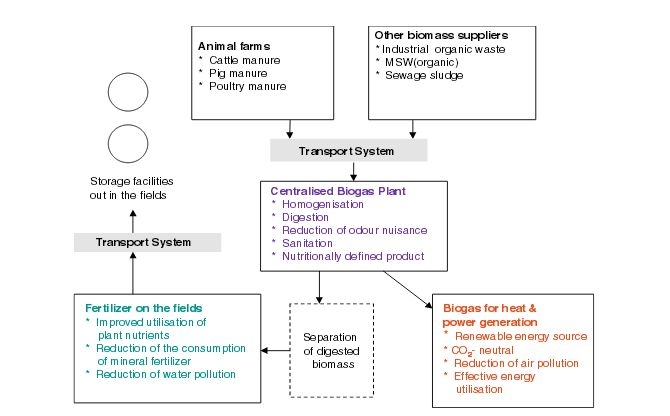 Animal farms
* Cattle manure
* Pig manure
* Poultry manure
Other biomass suppliers
* Industrial organic waste
* MSW(organic)
* Sewage sludge
Transport System
Storage facilities
out in the fields
Centralised Biogas Plant
* Homogenisation
* Digestion
* Reduction of odour nuisance
* Sanitation
* Nutritionally defined product
Transport System
Fertilizer on the fields
* Improved utilisation of
plant nutrients
* Reduction of the consumption
of mineral fertilizer
* Reduction of water pollution
Separation
of digested
biomass
Biogas for heat &
power generation
* Renewable energy source
* CO2- neutral
* Reduction of air pollution
* Effective energy
utilisation